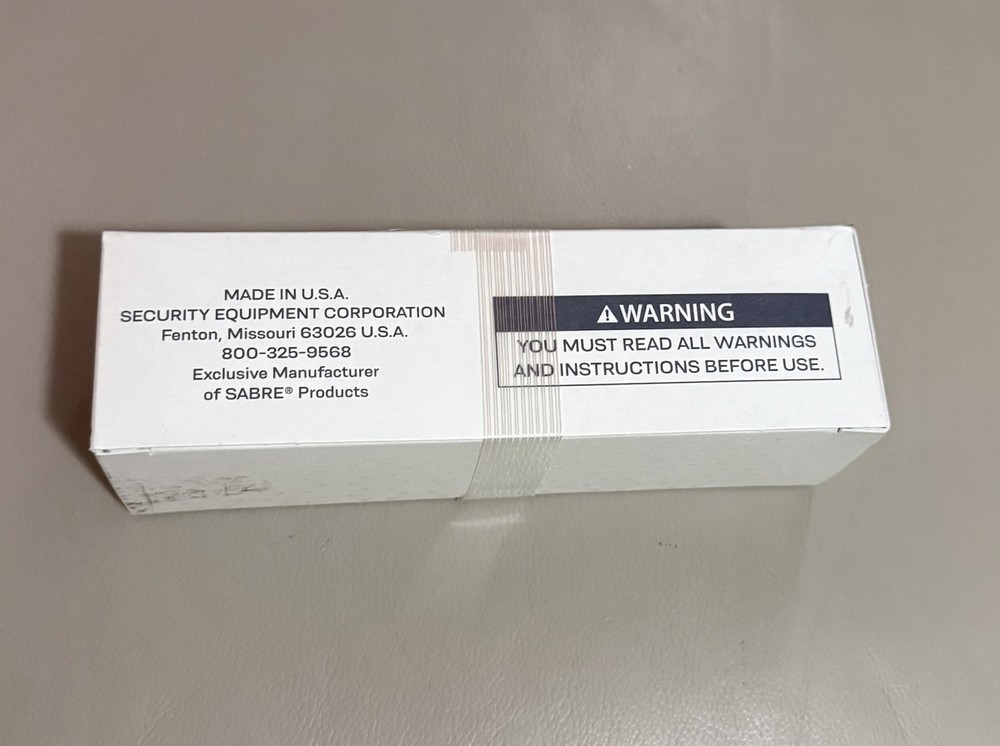 MADE IN U.S.A.
SECURITY EQUIPMENT CORPORATION
Fenton, Missouri 63026 U.S.A.
800-325-9568
Exclusive Manufacturer
of SABRE® Products
⚠WARNING
YOU MUST READ ALL WARNINGS
AND INSTRUCTIONS BEFORE USE.